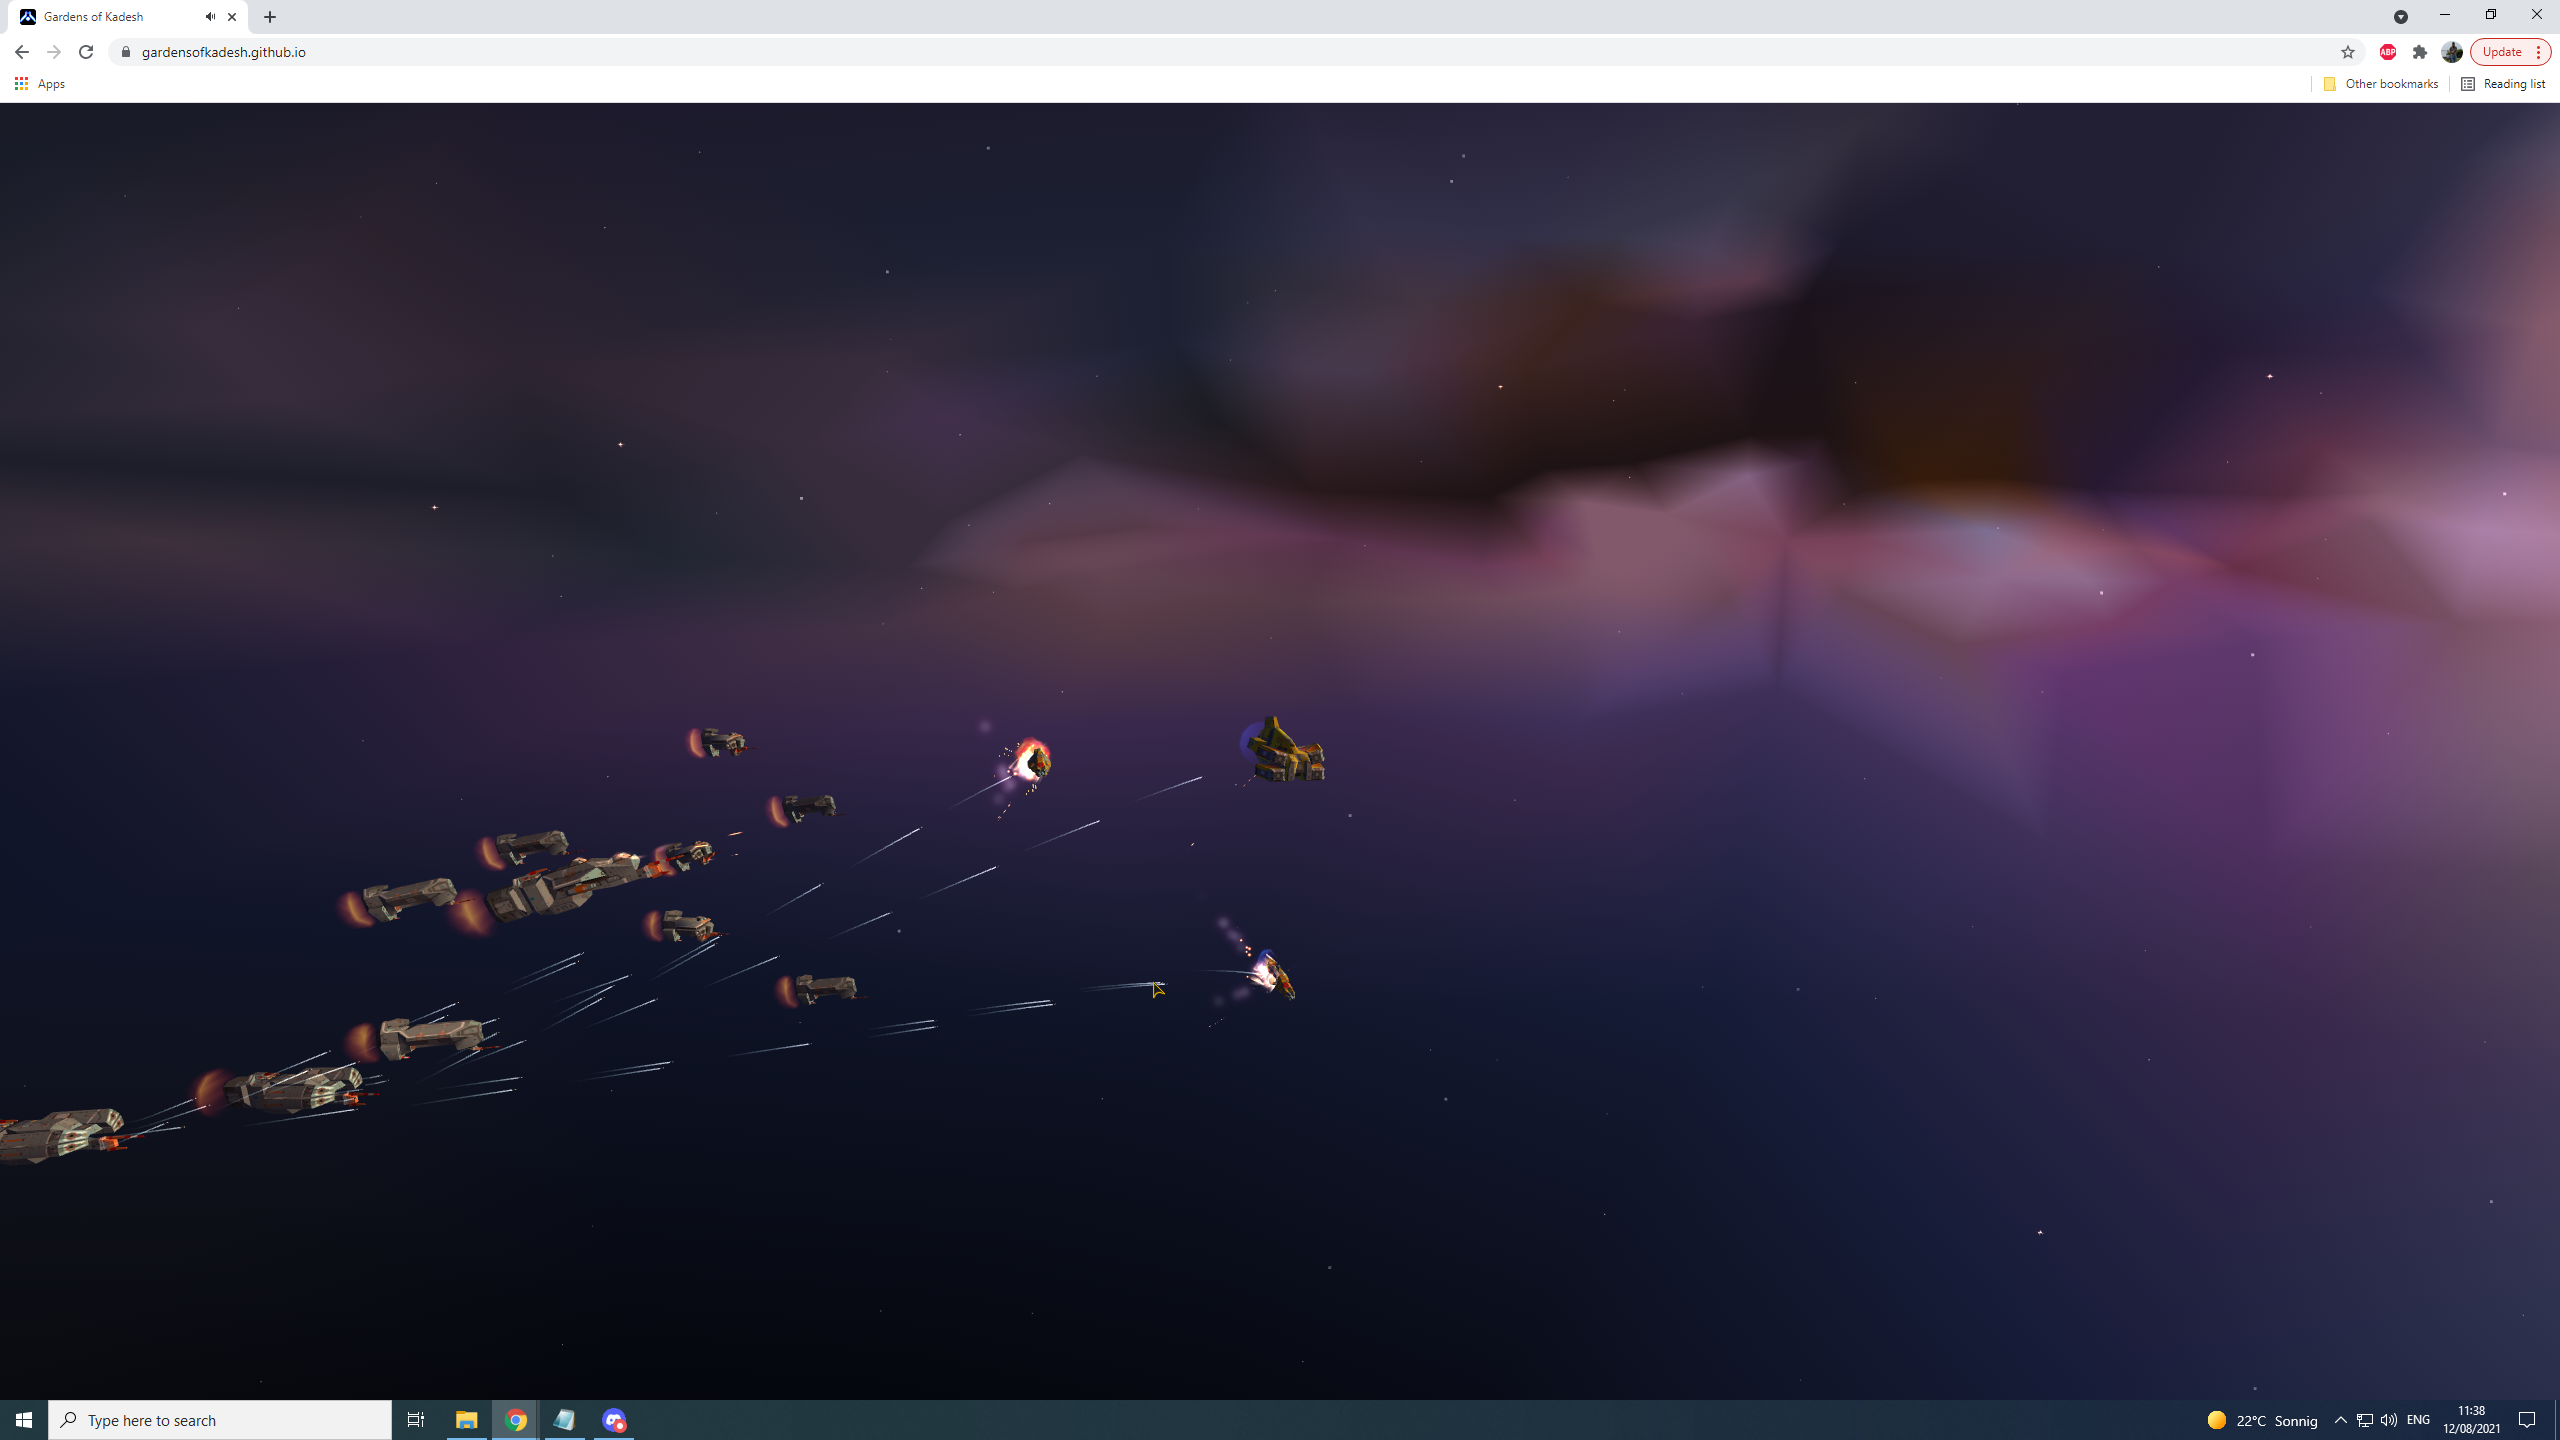 Gardens of Kadesh
gardensofkadesh.github.io
ABP
Update
Apps
Other bookmarks
Reading list
Type here to search
22°C Sonnig
ENG
11:38
12/08/2021